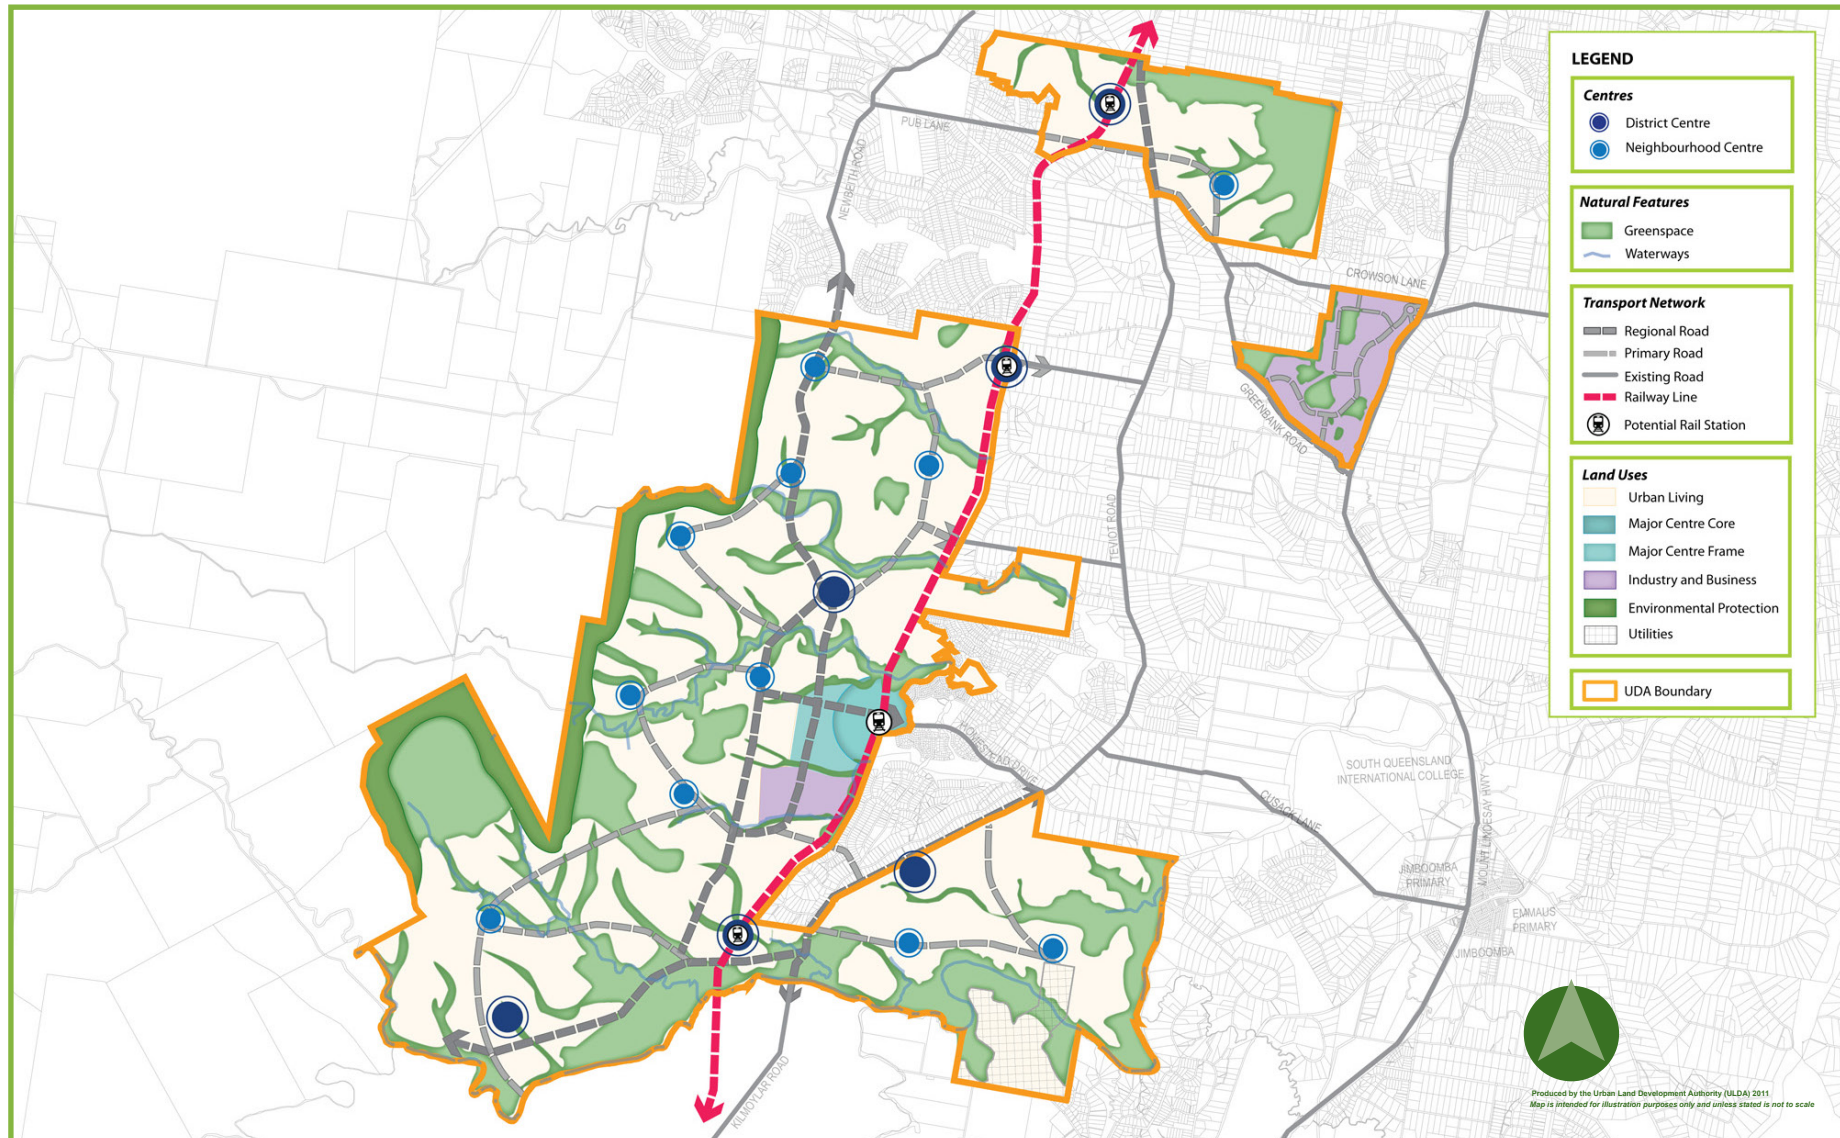 PUB LANE
NEWBEITH ROAD
CROWSON LANE
GREENBANK ROAD
TEVIOT ROAD
HOMESTEAD DRIVE
CUSACK LANE
SOUTH QUEENSLAND
INTERNATIONAL COLLEGE
MOUNT LINDESAY HWY
JIMBOOMBA
PRIMARY
EMMAUS
PRIMARY
JIMBOOMBA
KILMOYLAR ROAD
LEGEND
Centres
District Centre
Neighbourhood Centre
Natural Features
Greenspace
Waterways
Transport Network
Regional Road
Primary Road
Existing Road
Railway Line
Potential Rail Station
Land Uses
Urban Living
Major Centre Core
Major Centre Frame
Industry and Business
Environmental Protection
Utilities
UDA Boundary
Produced by the Urban Land Development Authority (ULDA) 2011
Map is intended for illustration purposes only and unless stated is not to scale